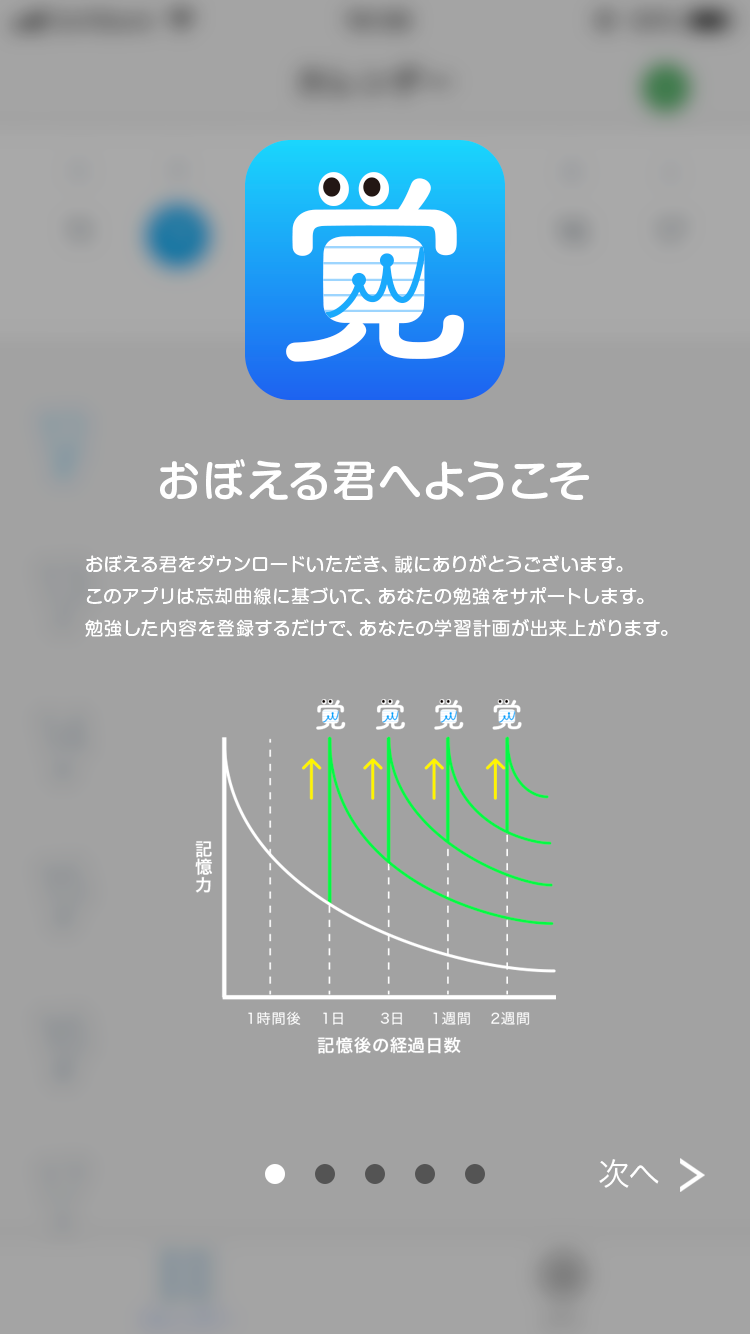 覚
おぼえる君へようこそ
おぼえる君をダウンロードいただき、誠にありがとうございます。
このアプリは忘却曲線に基づいて、あなたの勉強をサポートします。
勉強した内容を登録するだけで、あなたの学習計画が出来上がります。
覚 覚 覚 覚
記憶力
1時間後 1日 3日 1週間 2週間
記憶後の経過日数
次へ